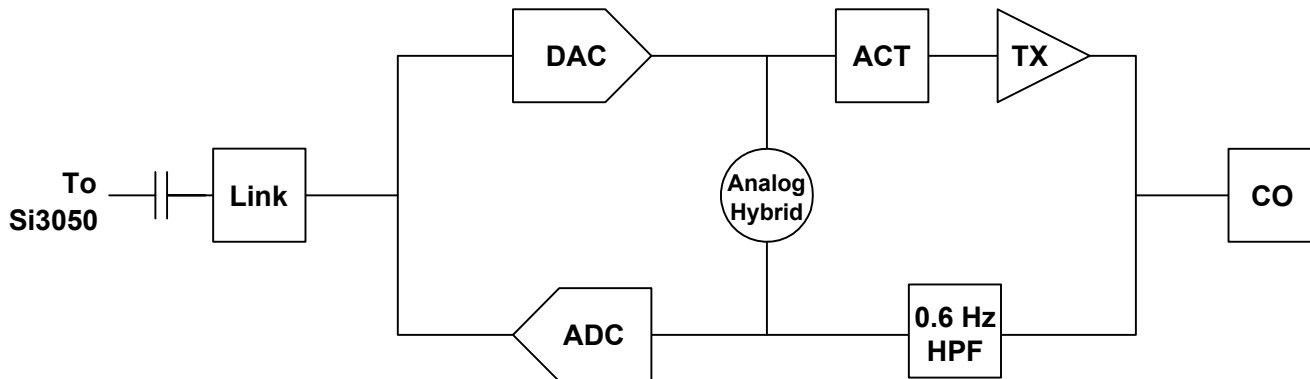 DAC
ACT
TX
To
Si3050
Link
Analog
Hybrid
CO
ADC
0.6 Hz
HPF